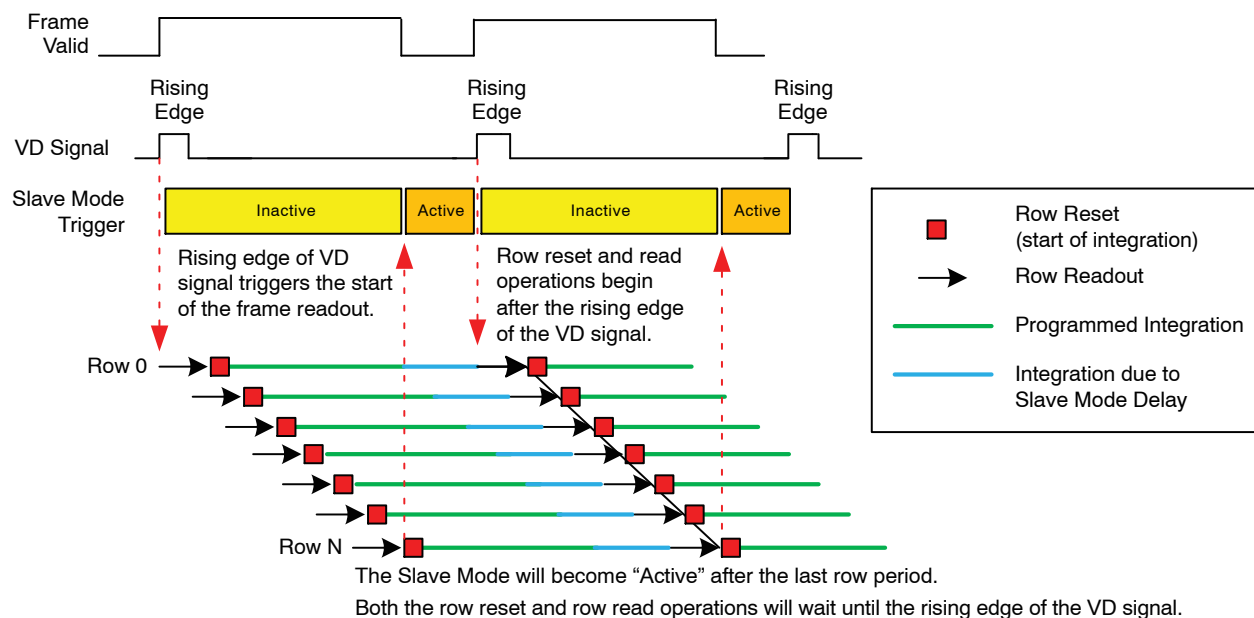 Frame
Valid
Rising
Edge
Rising
Edge
Rising
Edge
VD Signal
Slave Mode
Trigger
Inactive
Active
Inactive
Active
Rising edge of VD
signal triggers the start
of the frame readout.
Row reset and read
operations begin
after the rising edge
of the VD signal.
Row Reset
(start of integration)
Row Readout
Programmed Integration
Integration due to
Slave Mode Delay
Row 0
Row N
The Slave Mode will become “Active” after the last row period.
Both the row reset and row read operations will wait until the rising edge of the VD signal.